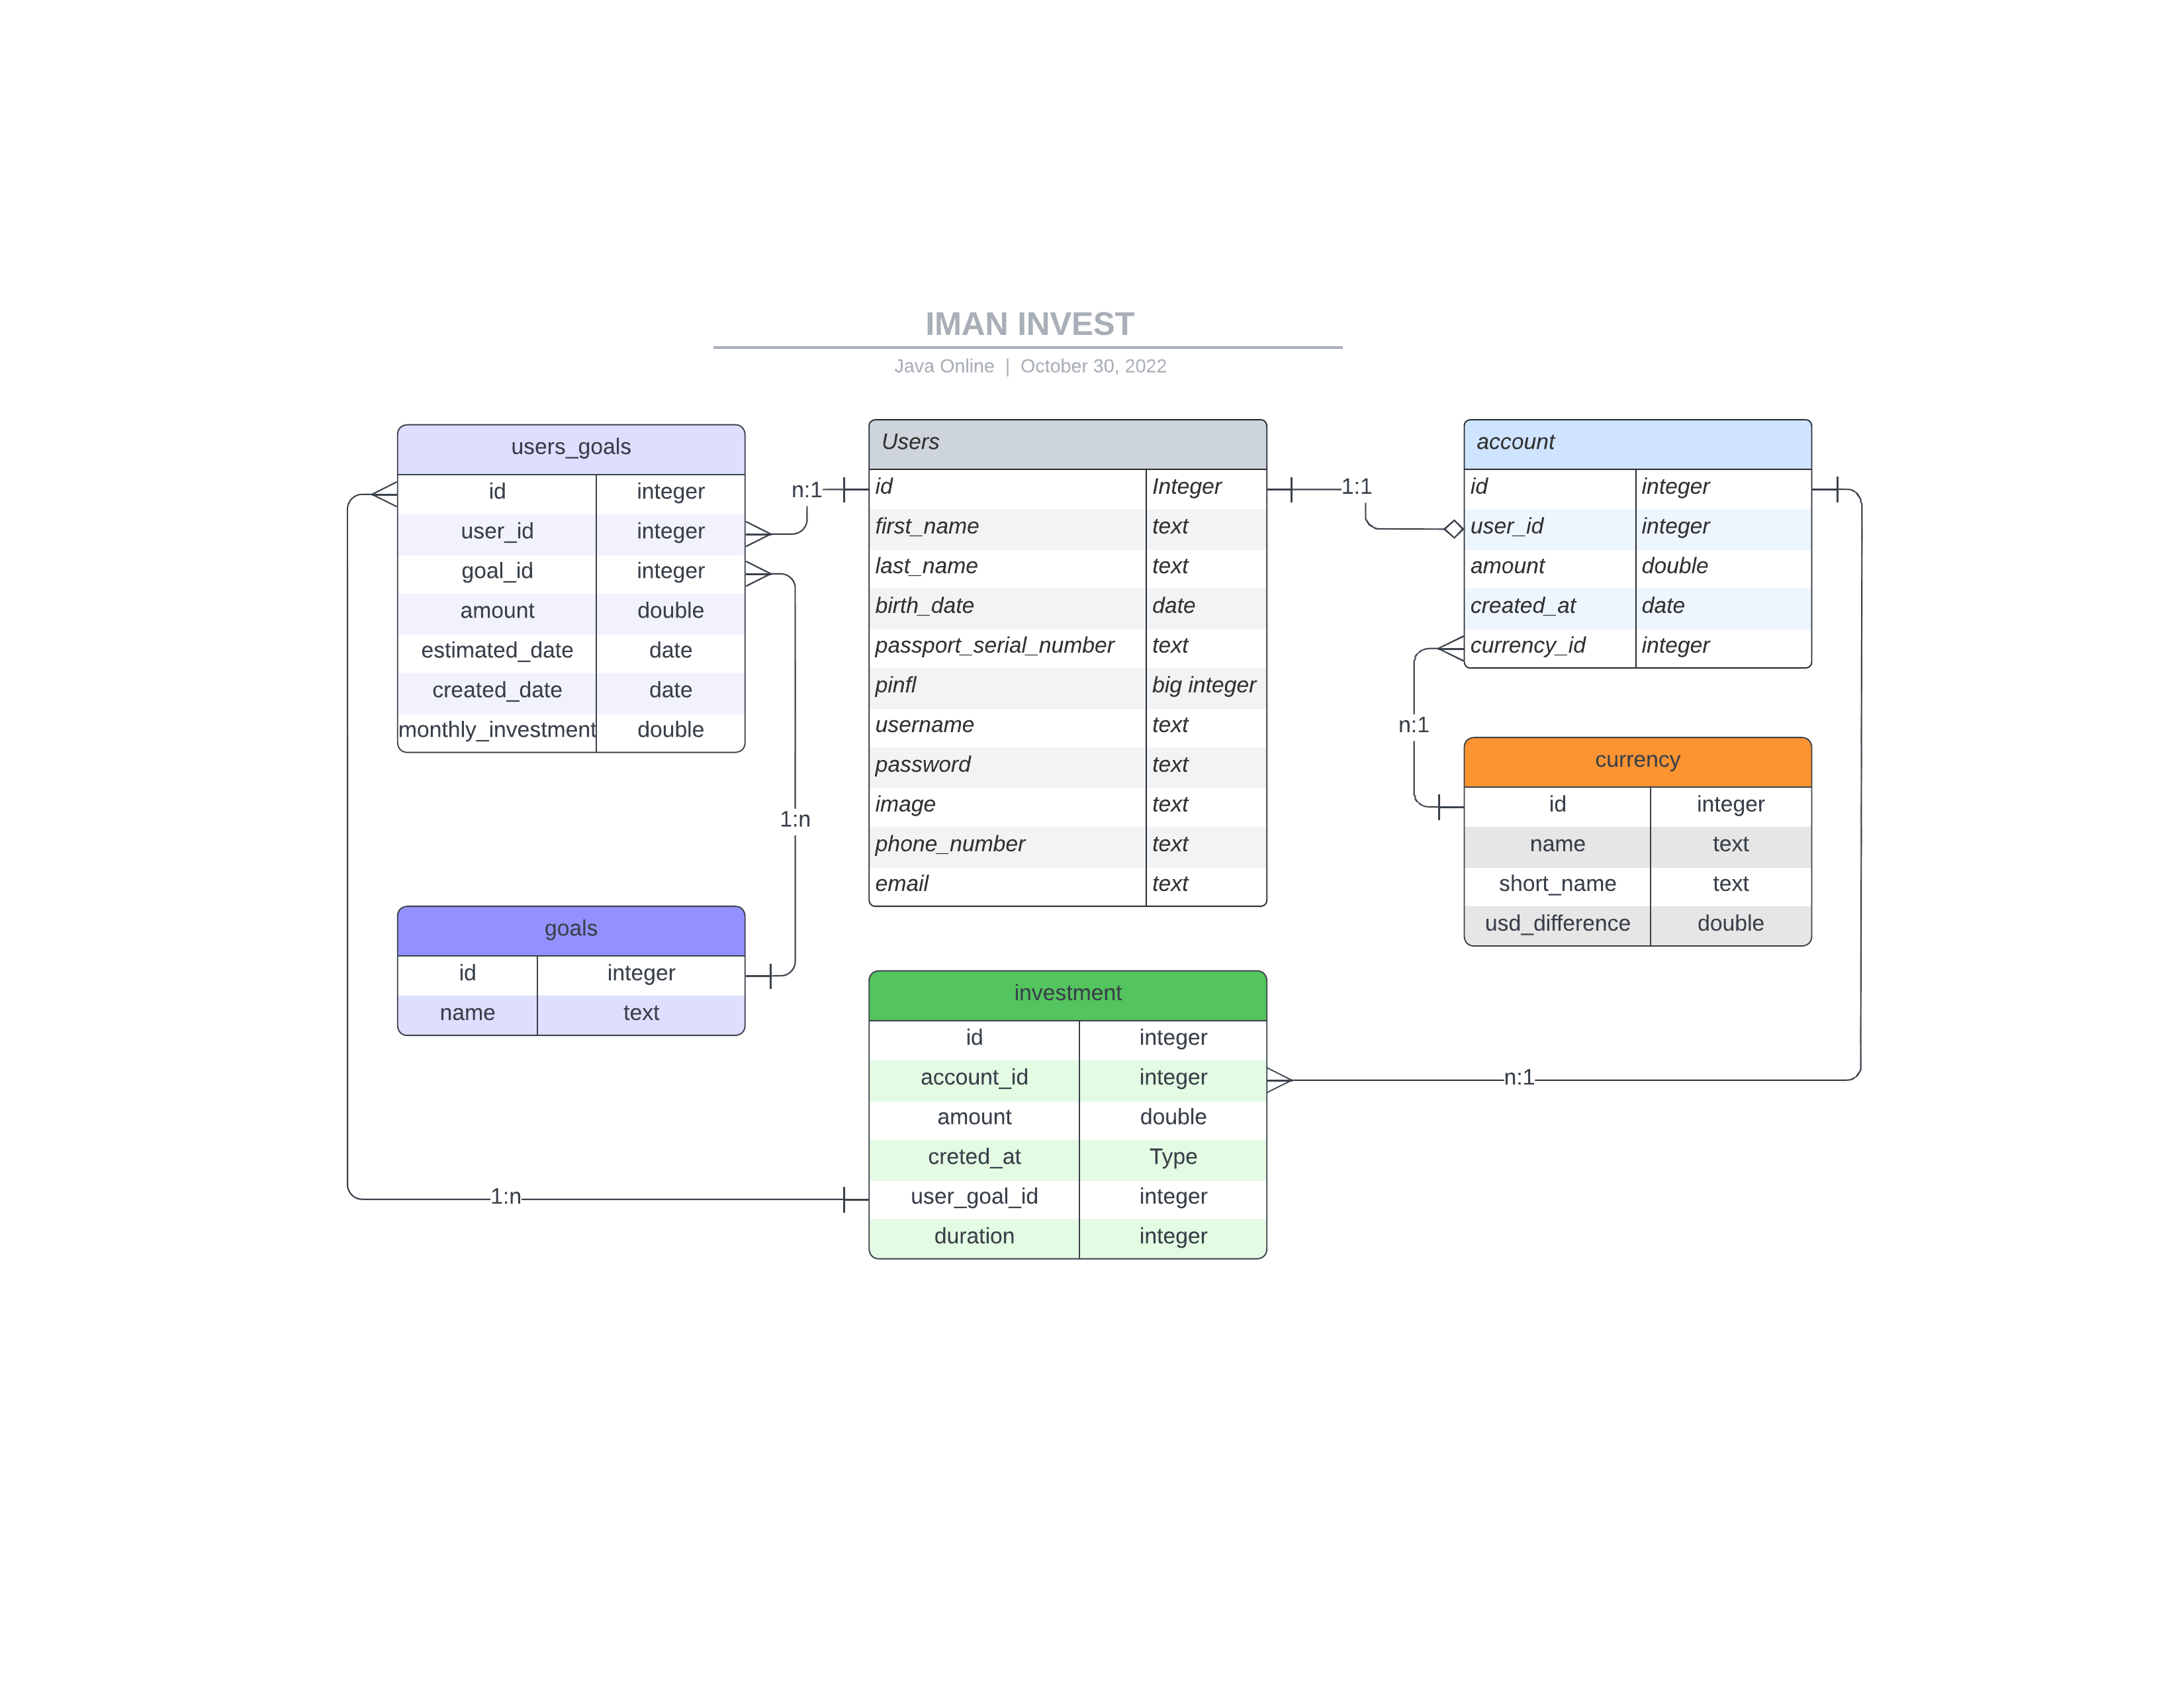 IMAN INVEST
Java Online | October 30, 2022
users_goals
id integer
user_id integer
goal_id integer
amount double
estimated_date date
created_date date
monthly_investment double
n:1
1:n
goals
id integer
name text
Users
id Integer
first_name text
last_name text
birth_date date
passport_serial_number text
pinfl big integer
username text
password text
image text
phone_number text
email text
1:1
account
id integer
user_id integer
amount double
created_at date
currency_id integer
n:1
currency
id integer
name text
short_name text
usd_difference double
investment
id integer
account_id integer
amount double
creted_at Type
user_goal_id integer
duration integer
n:1
1:n